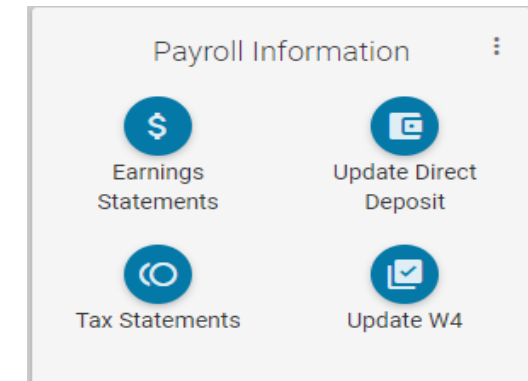 Payroll Information
$
Earnings
Statements
Update Direct
Deposit
Tax Statements
Update W4